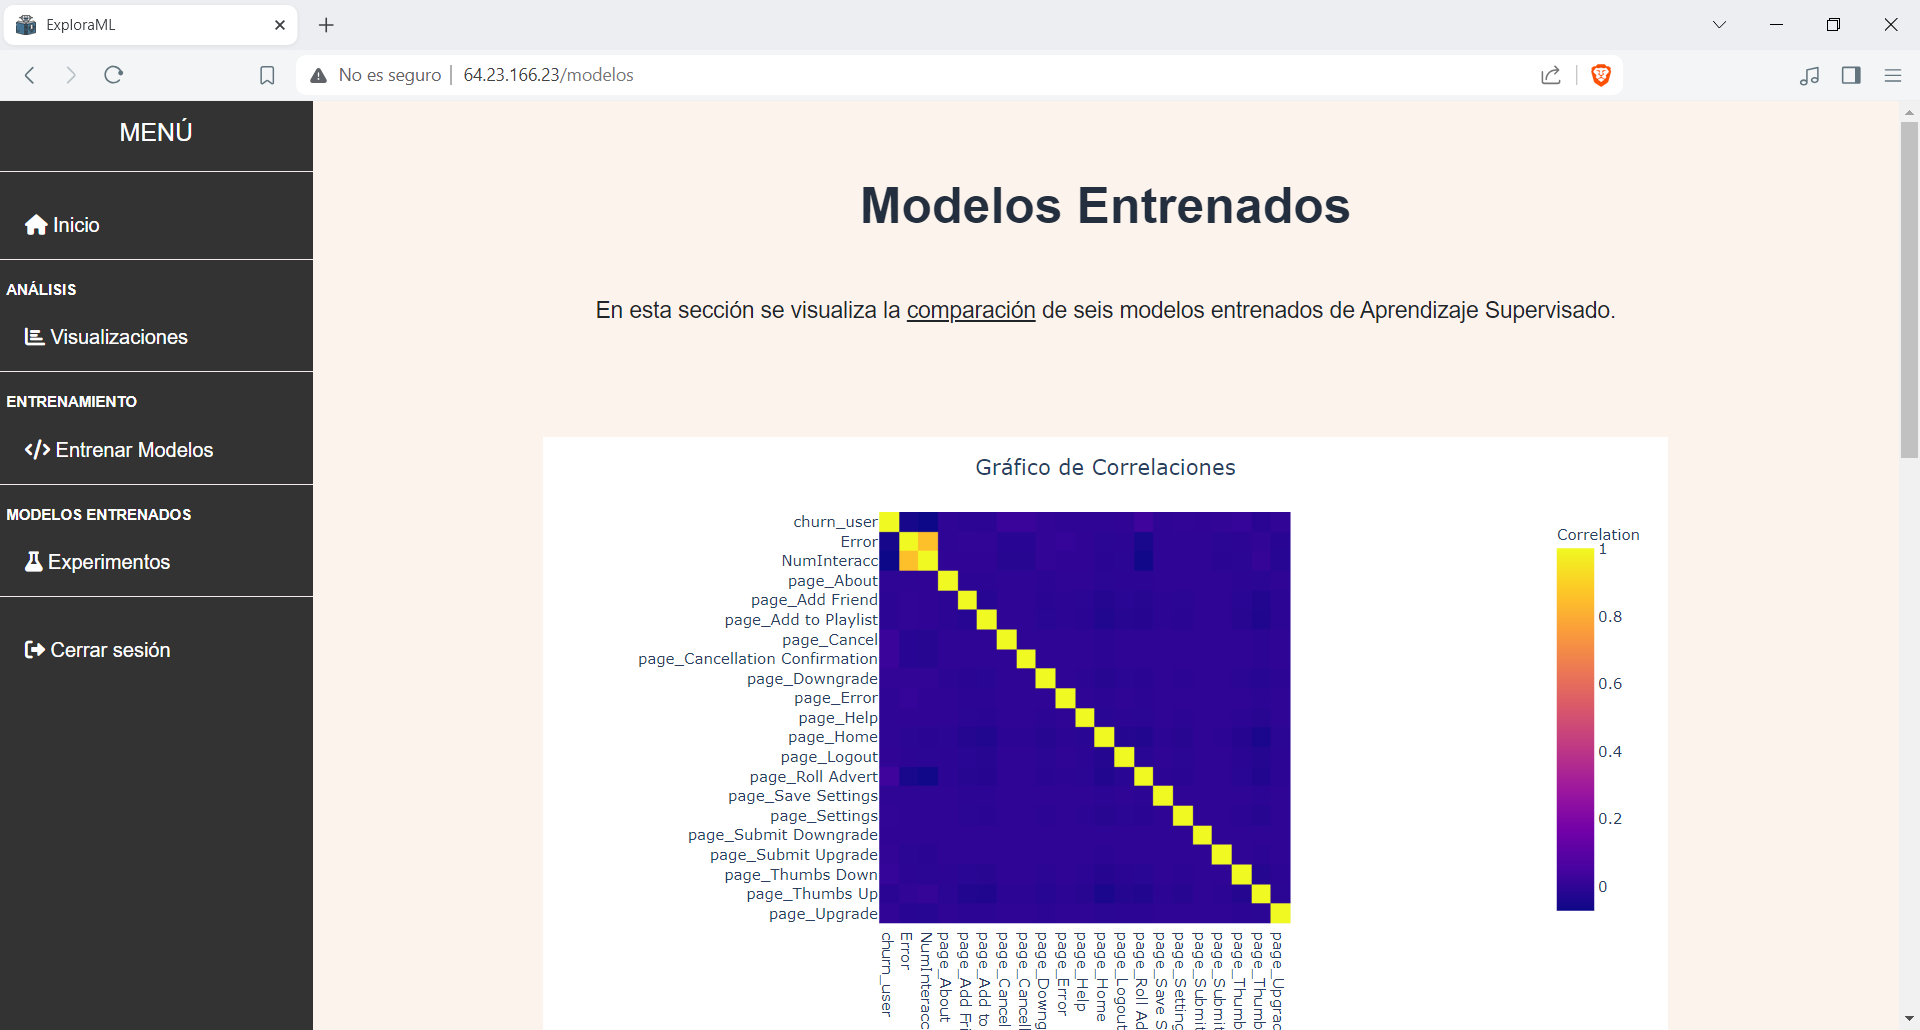 ExploraML
No es seguro
64.23.166.23/modelos
MENÚ
Inicio
ANÁLISIS
Visualizaciones
ENTRENAMIENTO
Entrenar Modelos
MODELOS ENTRENADOS
Experimentos
Cerrar sesión
Modelos Entrenados
En esta sección se visualiza la comparación de seis modelos entrenados de Aprendizaje Supervisado.
Gráfico de Correlaciones
churn_user
Error
NumInteracc
page_About
page_Add Friend
page_Add to Playlist
page_Cancel
page_Cancellation Confirmation
page_Downgrade
page_Error
page_Help
page_Home
page_Logout
page_Roll Advert
page_Save Settings
page_Settings
page_Submit Downgrade
page_Submit Upgrade
page_Thumbs Down
page_Thumbs Up
page_Upgrade
churn_user
Error
NumInteracc
page_About
page_Add Fri
page_Add to
page_Cancel
page_Cancell
page_Downg
page_Error
page_Help
page_Home
page_Logout
page_Roll Ad
page_Save S
page_Setting
page_Submit
page_Submit
page_Thumb
page_Thumb
page_Upgrad
Correlation
1
0.8
0.6
0.4
0.2
0